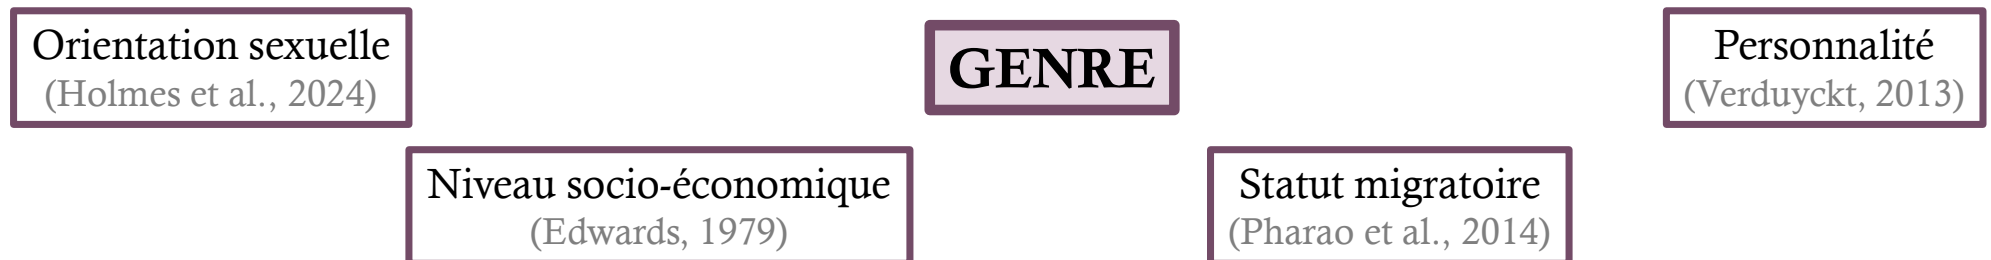 Orientation sexuelle
(Holmes et al., 2024)
GENRE
Personnalité
(Verduyckt, 2013)
Niveau socio-économique
(Edwards, 1979)
Statut migratoire
(Pharao et al., 2014)